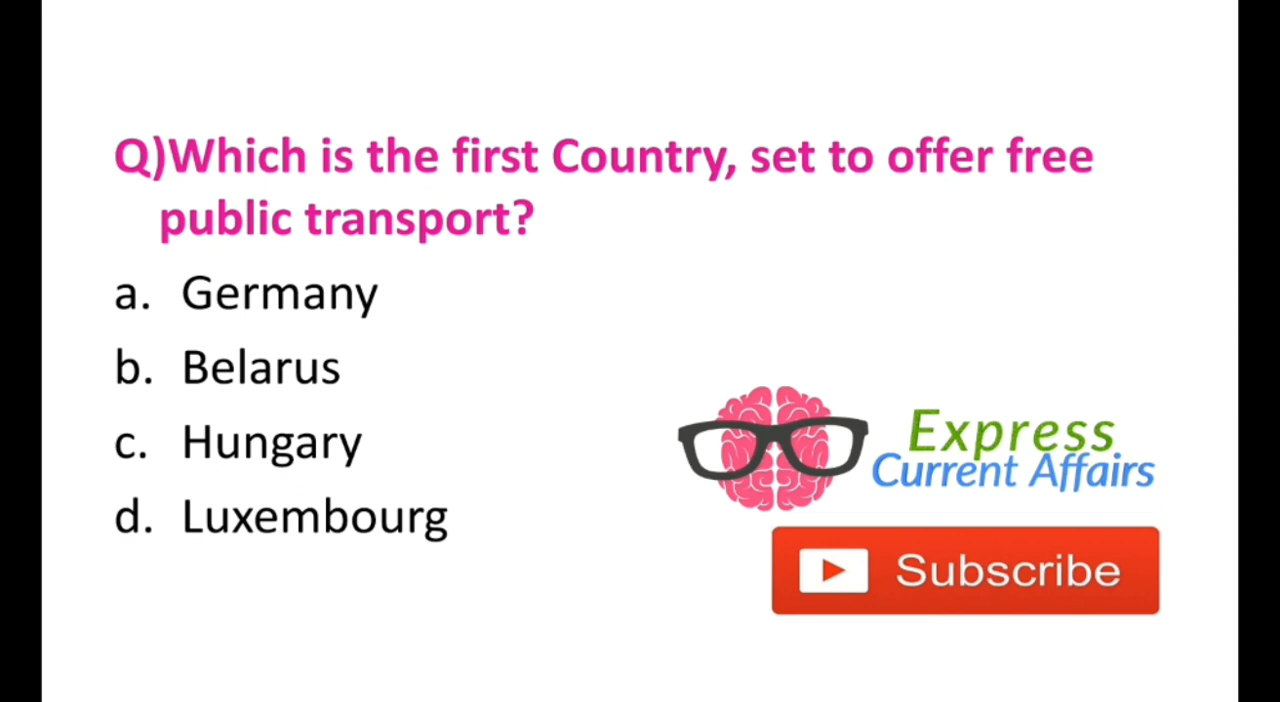 Q)Which is the first Country, set to offer free
public transport?
a. Germany
b. Belarus
c. Hungary
d. Luxembourg
Express
Current Affairs
Subscribe